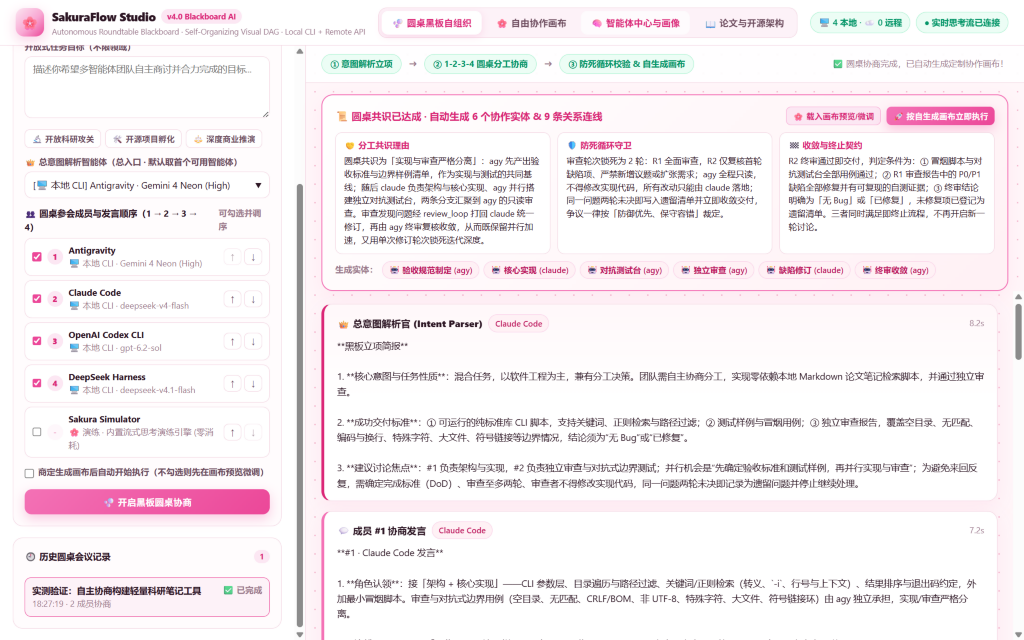 SakuraFlow Studio
v4.0 Blackboard AI
Autonomous Roundtable Blackboard · Self-Organizing Visual DAG · Local CLI + Remote API
圆桌黑板自组织
自由协作画布
智能体中心与画像
论文与开源架构
4 本地 · 0 远程
● 实时思考流已连接
开放式任务目标（不限领域）
描述你希望多智能体团队自主商讨并合力完成的目标...
开放科研攻关
开源项目孵化
深度商业推演
总意图解析智能体（总入口 · 默认取首个可用智能体）
[本地 CLI] Antigravity · Gemini 4 Neon (High)
圆桌参会成员与发言顺序（1 → 2 → 3 → 4)
可勾选并调序
1
Antigravity
本地 CLI · Gemini 4 Neon (High)
↑ ↓
2
Claude Code
本地 CLI · deepseek-v4-flash
↑ ↓
3
OpenAI Codex CLI
本地 CLI · gpt-6.2-sol
↑ ↓
4
DeepSeek Harness
本地 CLI · deepseek-v4.1-flash
↑ ↓
-
Sakura Simulator
演练 · 内置流式思考演练引擎 (零消耗)
↑ ↓
商定生成画布后自动开始执行（不勾选则先在画布预览微调）
开启黑板圆桌协商
历史圆桌会议记录
1
实测验证：自主协商构建轻量科研笔记工具
已完成
18:27:19 · 2 成员协商
① 意图解析立项
→
② 1-2-3-4 圆桌分工协商
→
③ 防死循环校验 & 自生成画布
圆桌协商完成，已自动生成定制协作画布！
圆桌共识已达成 · 自动生成 6 个协作实体 & 9 条关系连线
载入画布预览/微调
按自生成画布立即执行
分工共识理由
圆桌共识为「实现与审查严格分离」：agy 先产出验
收标准与边界样例清单，作为实现与测试的共同基
线；随后 claude 负责架构与核心实现、agy 并行搭
建独立对抗测试台，两条分支汇聚到 agy 的只读审
查。审查发现问题经 review_loop 打回 claude 统一
修订，再由 agy 终审复核收敛，从而既保留并行加
速，又用单次修订轮次锁死迭代深度。
防死循环守卫
审查轮次锁死为 2 轮：R1 全面审查，R2 仅复核首轮
缺陷项、严禁新增议题或扩张需求；agy 全程只读，
不得修改实现代码，所有改动只能由 claude 落地；
同一问题两轮未决即写入遗留清单并立即收敛交付，
争议一律按「防御优先、保守容错」裁定。
收敛与终止契约
R2 终审通过即交付，判定条件为：① 冒烟脚本与对
抗测试台全部用例通过；② R1 审查报告中的 P0/P1
缺陷全部修复并有可复现的自测证据；③ 终审结论
明确为「无 Bug」或「已修复」，未修复项已登记为
遗留清单。三者同时满足即终止流程，不再开启新一
轮讨论。
生成实体：
验收规范制定 (agy)
核心实现 (claude)
对抗测试台 (agy)
独立审查 (agy)
缺陷修订 (claude)
终审收敛 (agy)
总意图解析官 (Intent Parser)
Claude Code
8.2s
**黑板立项简报**
1. **核心意图与任务性质**：混合任务，以软件工程为主，兼有分工决策。团队需自主协商分工，实现零依赖本地 Markdown 论文笔记检索脚本，并通过独立审
查。
2. **成功交付标准**：① 可运行的纯标准库 CLI 脚本，支持关键词、正则检索与路径过滤；② 测试样例与冒烟用例；③ 独立审查报告，覆盖空目录、无匹配、
编码与换行、特殊字符、大文件、符号链接等边界情况，结论须为“无 Bug”或“已修复”。
3. **建议讨论焦点**：#1 负责架构与实现，#2 负责独立审查与对抗式边界测试；并行机会是“先确定验收标准和测试样例，再并行实现与审查”；为避免来回反
复，需确定完成标准（DoD）、审查至多两轮、审查者不得修改实现代码，同一问题两轮未决即记录为遗留问题并停止继续处理。
成员 #1 协商发言
Claude Code
7.2s
**#1 · Claude Code 发言**
1. **角色认领**：按「架构 + 核心实现」——CLI 参数层、目录遍历与路径过滤、关键词/正则检索（转义、`-i`、行号与上下文）、结果排序与退出码约定，外
加最小冒烟脚本。审查与对抗式边界用例（空目录、无匹配、CRLF/BOM、非 UTF-8、特殊字符、大文件、符号链接环）由 agy 独立承担，实现/审查严格分
离。